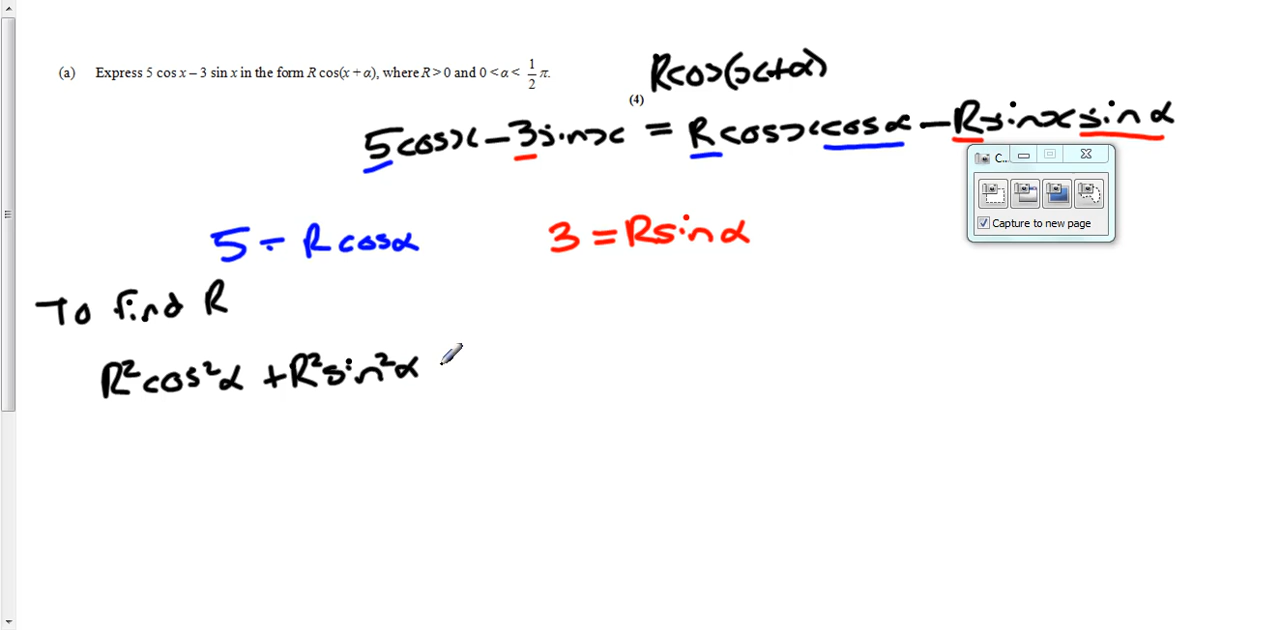 (a) Express 5 cos x – 3 sin x in the form R cos(x + α), where R > 0 and 0 < α < 1/2 π.
(4)
Rcos(x+α)
5cosx - 3sinx = Rcosxcosα - Rsinxsinα
C...
Capture to new page
5 = Rcosα
3 = Rsinα
To find R
R²cos²α + R²sin²α